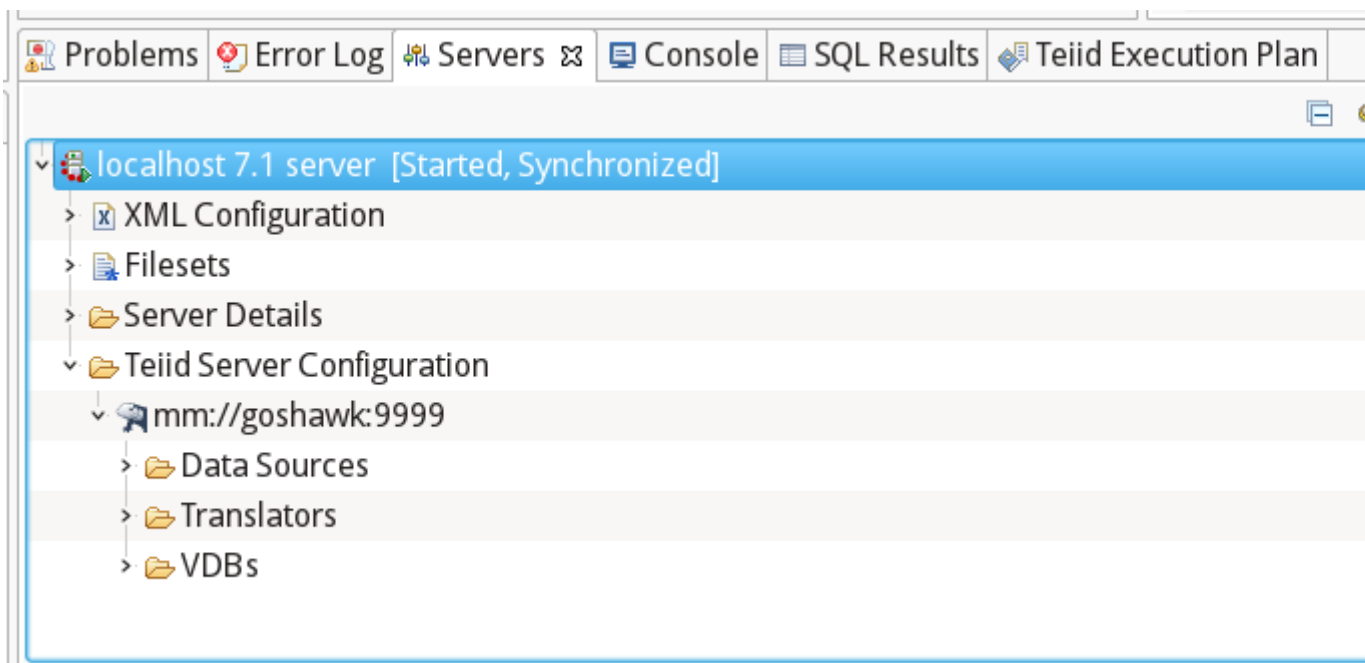 Problems Error Log Servers Console SQL Results Teiid Execution Plan
localhost 7.1 server [Started, Synchronized]
XML Configuration
Filesets
Server Details
Teiid Server Configuration
mm://goshawk:9999
Data Sources
Translators
VDBs